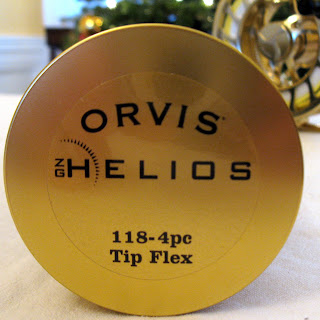 ORVIS
ZG HELIOS
118-4pc
Tip Flex